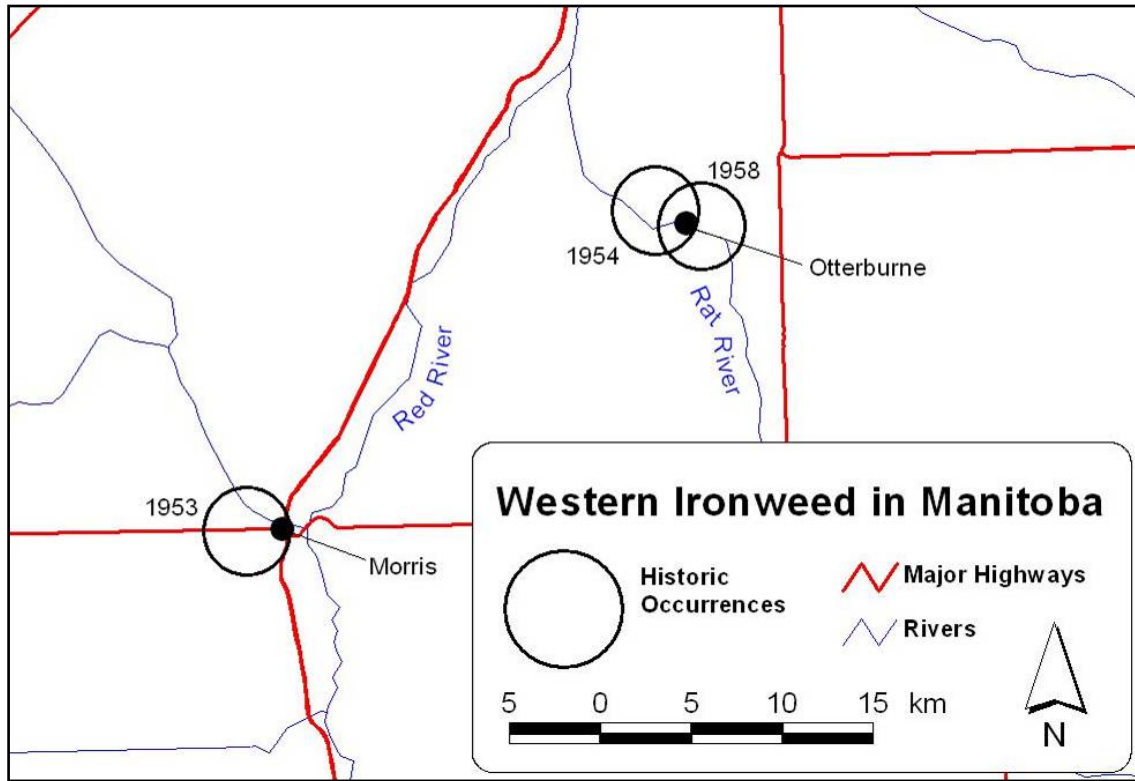 1958
1954
Otterburne
Rat River
Red River
1953
Morris
Western Ironweed in Manitoba
Historic
Occurrences
Major Highways
Rivers
5 0 5 10 15 km
N